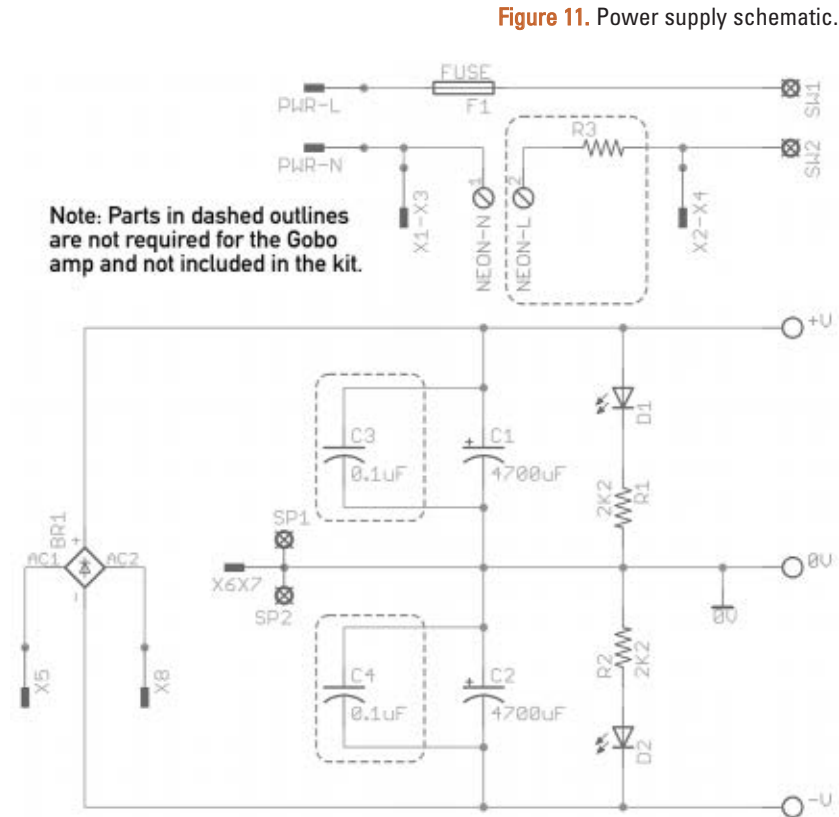 Figure 11. Power supply schematic.
FUSE
PWR-L
F1
SW1
PWR-N
R3
SW2
1
2
X1-X3
NEON-N
NEON-L
X2-X4
Note: Parts in dashed outlines
are not required for the Gobo
amp and not included in the kit.
+V
D1
C3
0.1uF
+
C1
4700uF
2K2
R1
BR1
+
AC1
AC2
-
SP1
X6X7
SP2
0V
0V
X5
X8
C4
0.1uF
+
C2
4700uF
R2
2K2
D2
-V